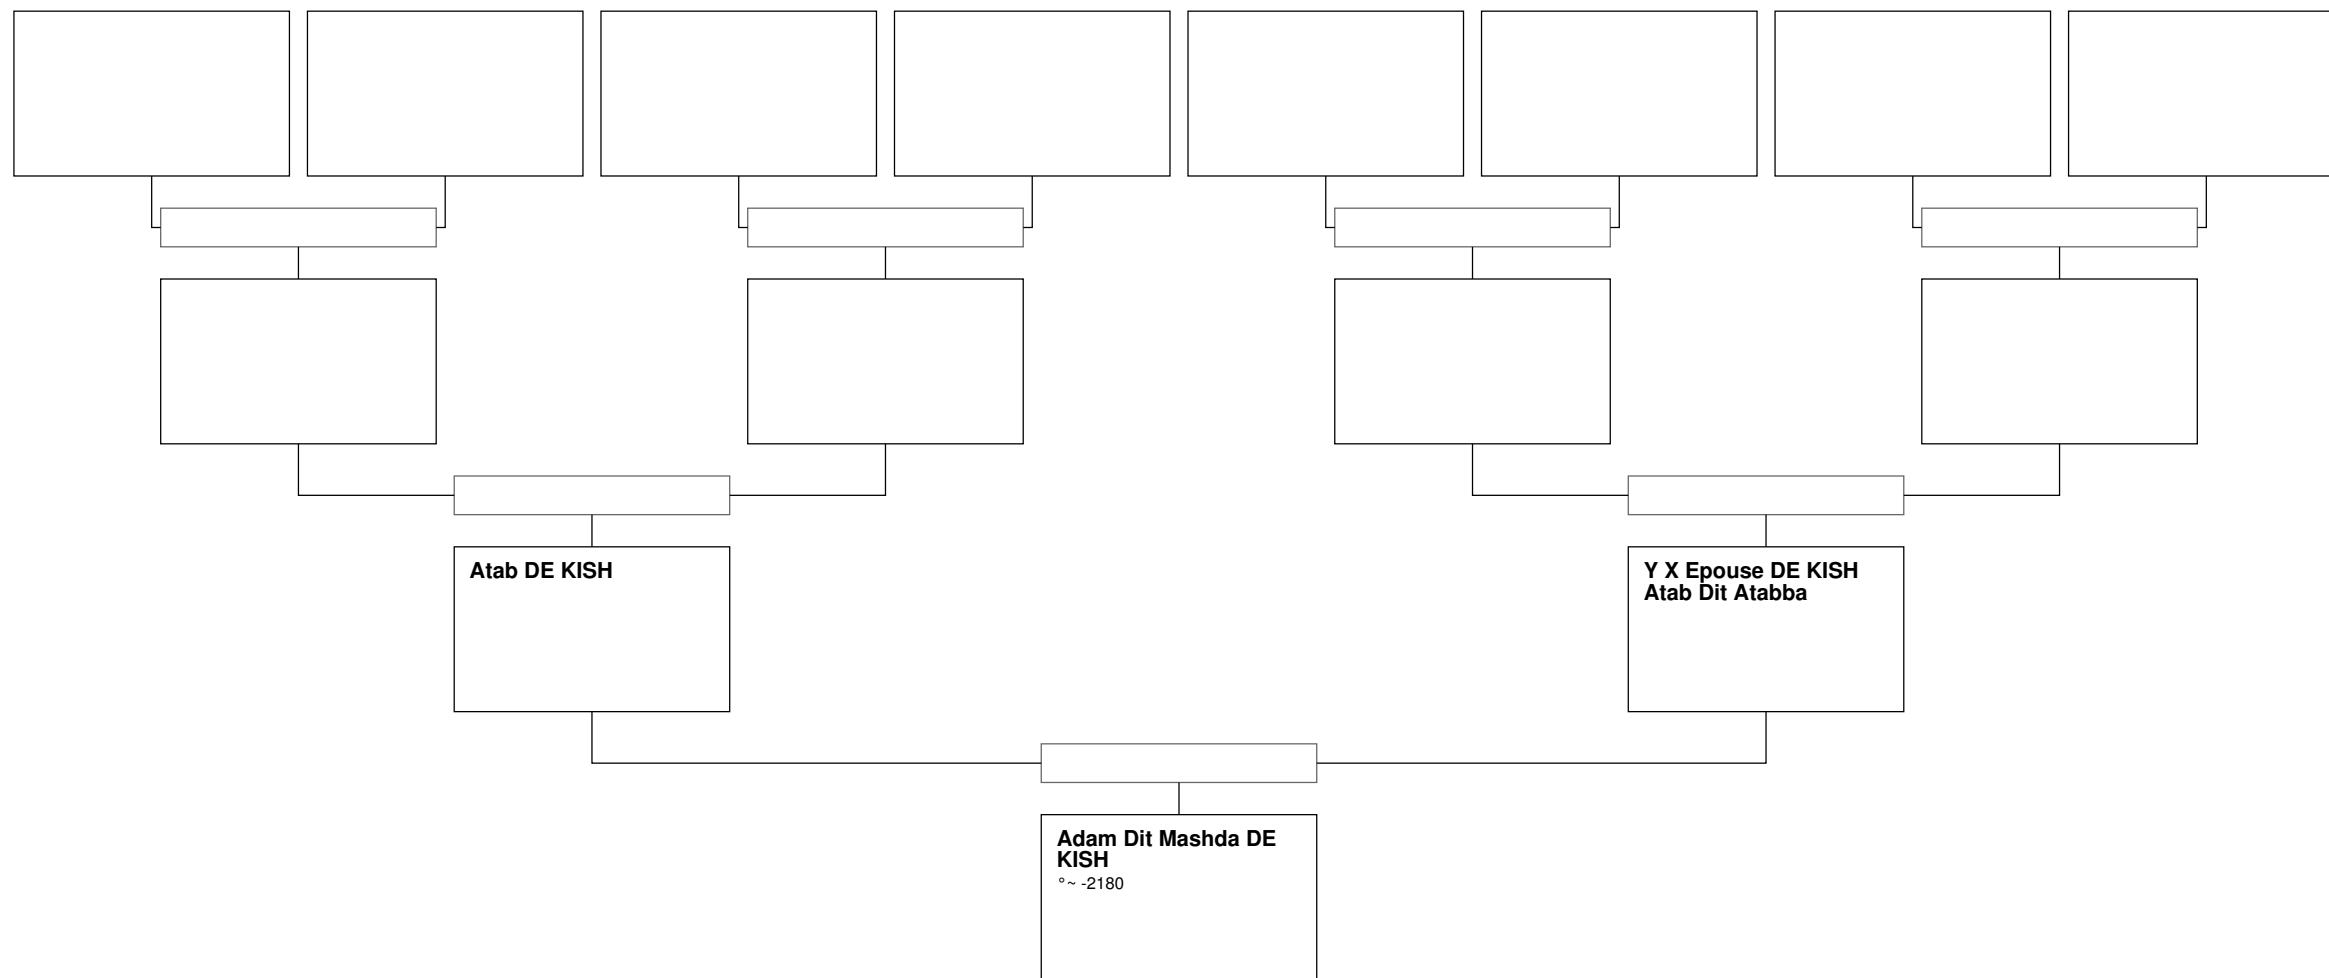 Atab DE KISH
Y X Epouse DE KISH
Atab Dit Atabba
Adam Dit Mashda DE
KISH
°~ -2180